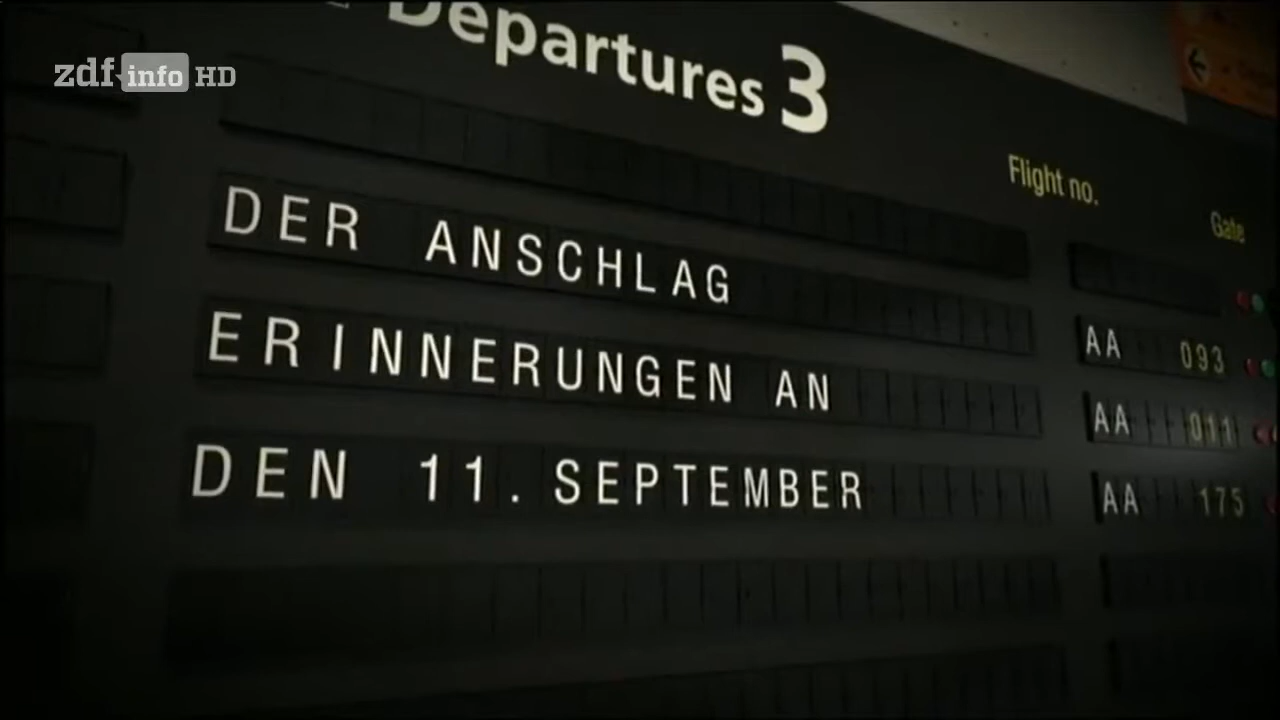 zdf info HD
Departures 3
Flight no.
Gate
DER ANSCHLAG
AA 093
ERINNERUNGEN AN
AA 011
DEN 11. SEPTEMBER
AA 175